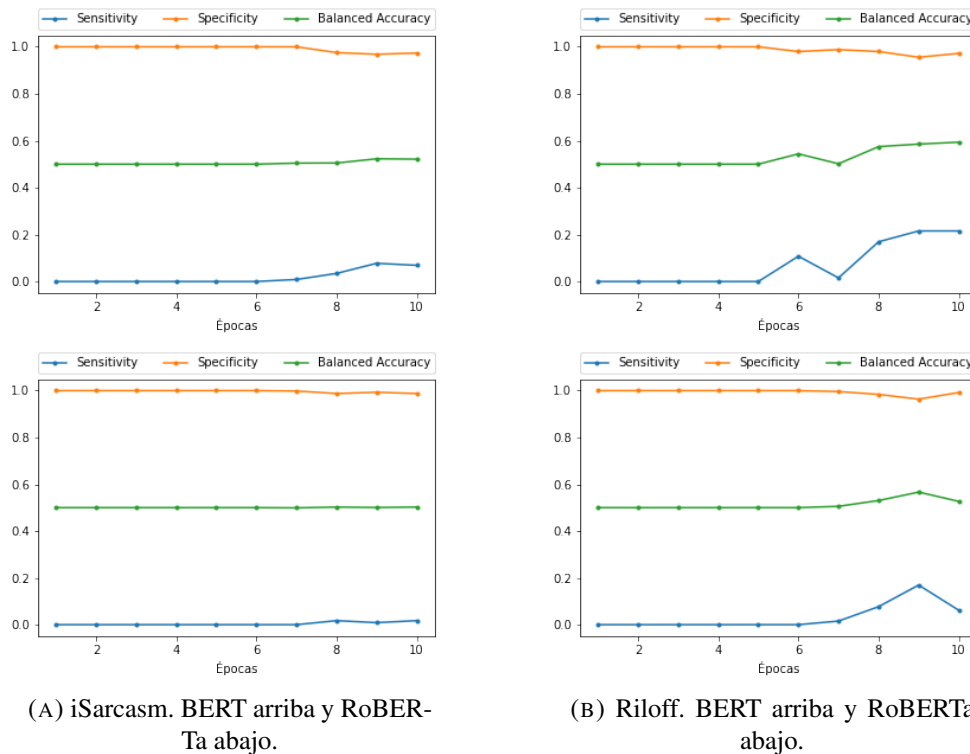 Sensitivity Specificity Balanced Accuracy
1.0
0.8
0.6
0.4
0.2
0.0
2 4 6 8 10
Épocas
Sensitivity Specificity Balanced Accuracy
1.0
0.8
0.6
0.4
0.2
0.0
2 4 6 8 10
Épocas
(A) iSarcasm. BERT arriba y RoBER-
Ta abajo.
Sensitivity Specificity Balanced Accuracy
1.0
0.8
0.6
0.4
0.2
0.0
2 4 6 8 10
Épocas
Sensitivity Specificity Balanced Accuracy
1.0
0.8
0.6
0.4
0.2
0.0
2 4 6 8 10
Épocas
(B) Riloff. BERT arriba y RoBERTa
abajo.